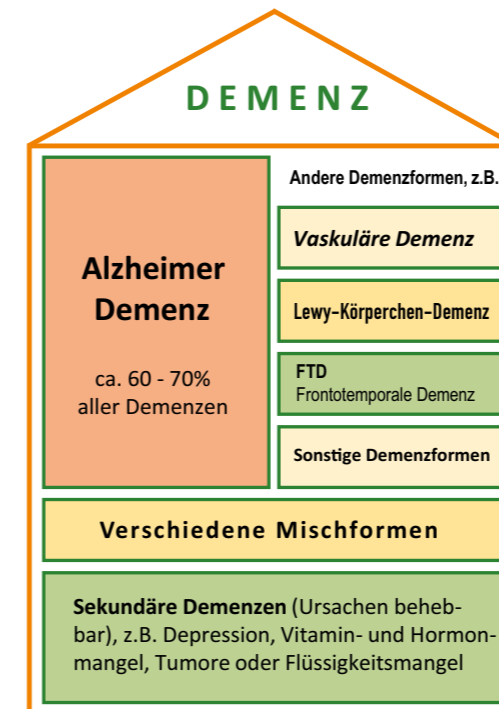 DEMENZ
Alzheimer
Demenz
ca. 60 - 70%
aller Demenzen
Andere Demenzformen, z.B.
Vaskuläre Demenz
Lewy-Körperchen-Demenz
FTD
Frontotemporale Demenz
Sonstige Demenzformen
Verschiedene Mischformen
Sekundäre Demenzen (Ursachen beheb-
bar), z.B. Depression, Vitamin- und Hormon-
mangel, Tumore oder Flüssigkeitsmangel